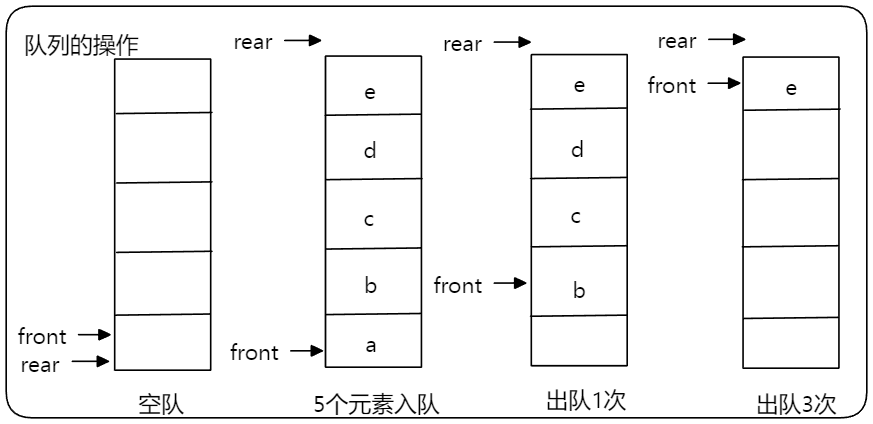 队列的操作
front
rear
空队
rear
e
d
c
b
front
a
5个元素入队
rear
e
d
c
front
b
出队1次
rear
front
e
出队3次